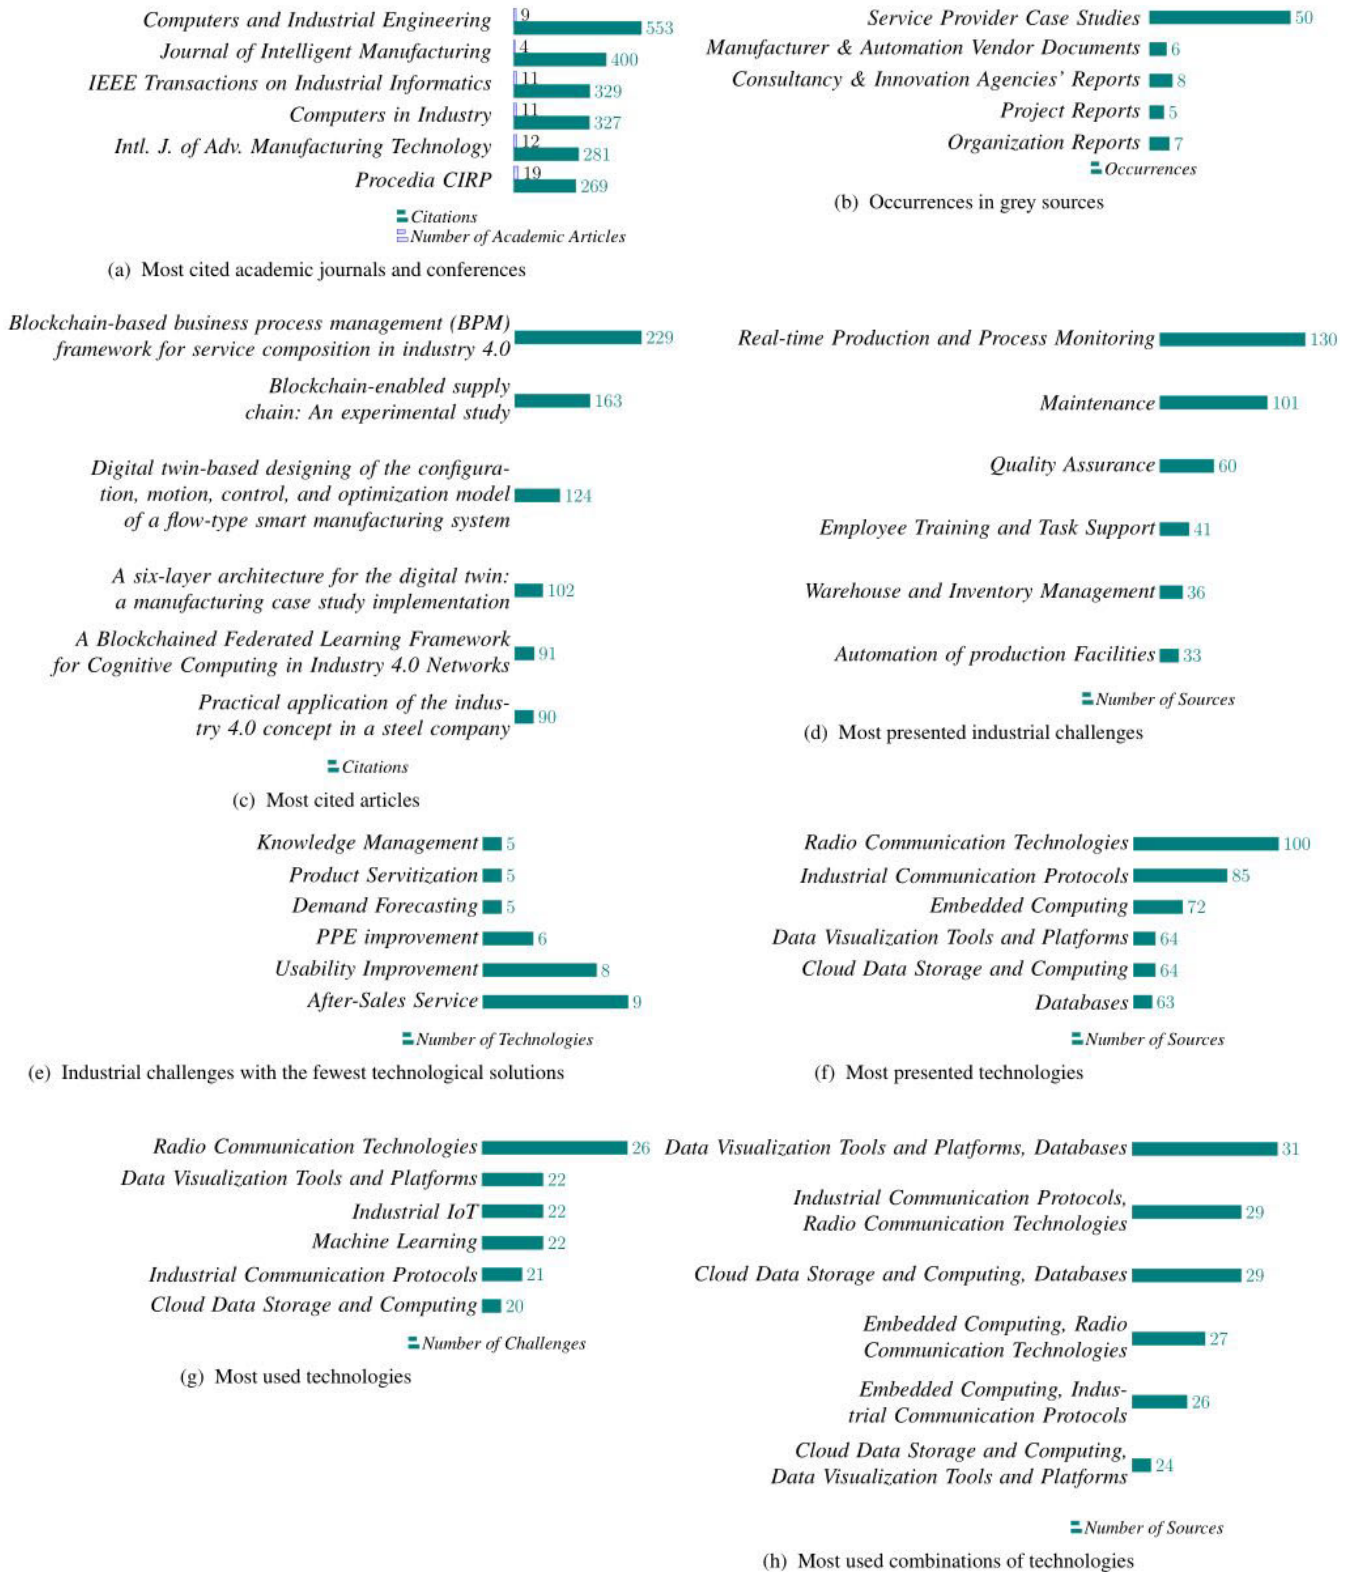 Computers and Industrial Engineering 9 553
Journal of Intelligent Manufacturing 4 400
IEEE Transactions on Industrial Informatics 11 329
Computers in Industry 11 327
Intl. J. of Adv. Manufacturing Technology 12 281
Procedia CIRP 19 269
Citations
Number of Academic Articles
(a) Most cited academic journals and conferences
Service Provider Case Studies 50
Manufacturer & Automation Vendor Documents 6
Consultancy & Innovation Agencies' Reports 8
Project Reports 5
Organization Reports 7
Occurrences
(b) Occurrences in grey sources
Blockchain-based business process management (BPM)
framework for service composition in industry 4.0 229
Blockchain-enabled supply
chain: An experimental study 163
Digital twin-based designing of the configura-
tion, motion, control, and optimization model 124
of a flow-type smart manufacturing system
A six-layer architecture for the digital twin:
a manufacturing case study implementation 102
A Blockchained Federated Learning Framework
for Cognitive Computing in Industry 4.0 Networks 91
Practical application of the indus-
try 4.0 concept in a steel company 90
Citations
(c) Most cited articles
Real-time Production and Process Monitoring 130
Maintenance 101
Quality Assurance 60
Employee Training and Task Support 41
Warehouse and Inventory Management 36
Automation of production Facilities 33
Number of Sources
(d) Most presented industrial challenges
Knowledge Management 5
Product Servitization 5
Demand Forecasting 5
PPE improvement 6
Usability Improvement 8
After-Sales Service 9
Number of Technologies
(e) Industrial challenges with the fewest technological solutions
Radio Communication Technologies 100
Industrial Communication Protocols 85
Embedded Computing 72
Data Visualization Tools and Platforms 64
Cloud Data Storage and Computing 64
Databases 63
Number of Sources
(f) Most presented technologies
Radio Communication Technologies 26
Data Visualization Tools and Platforms 22
Industrial IoT 22
Machine Learning 22
Industrial Communication Protocols 21
Cloud Data Storage and Computing 20
Number of Challenges
(g) Most used technologies
Data Visualization Tools and Platforms, Databases 31
Industrial Communication Protocols,
Radio Communication Technologies 29
Cloud Data Storage and Computing, Databases 29
Embedded Computing, Radio
Communication Technologies 27
Embedded Computing, Indus-
trial Communication Protocols 26
Cloud Data Storage and Computing,
Data Visualization Tools and Platforms 24
Number of Sources
(h) Most used combinations of technologies